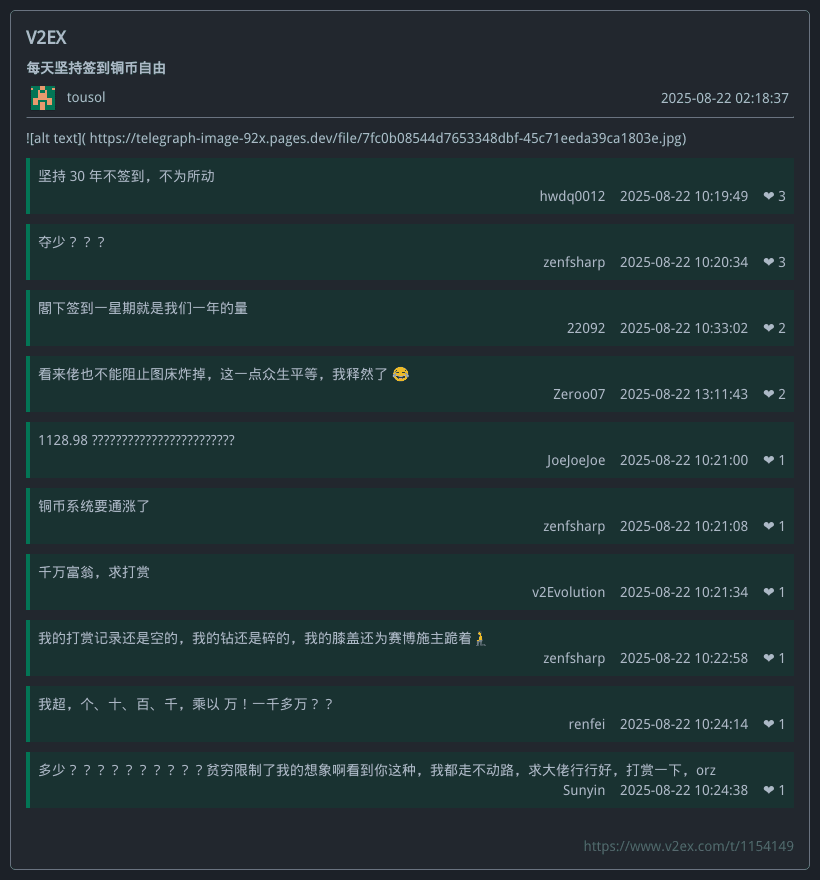 V2EX
每天坚持签到铜币自由
tousol 2025-08-22 02:18:37
![alt text]( https://telegraph-image-92x.pages.dev/file/7fc0b08544d7653348dbf-45c71eeda39ca1803e.jpg)
坚持 30 年不签到，不为所动
hwdq0012 2025-08-22 10:19:49 ❤ 3
夺少？？？
zenfsharp 2025-08-22 10:20:34 ❤ 3
閣下签到一星期就是我们一年的量
22092 2025-08-22 10:33:02 ❤ 2
看来佬也不能阻止图床炸掉，这一点众生平等，我释然了 😂
Zeroo07 2025-08-22 13:11:43 ❤ 2
1128.98 ????????????????????????
JoeJoeJoe 2025-08-22 10:21:00 ❤ 1
铜币系统要通涨了
zenfsharp 2025-08-22 10:21:08 ❤ 1
千万富翁，求打赏
v2Evolution 2025-08-22 10:21:34 ❤ 1
我的打赏记录还是空的，我的钻还是碎的，我的膝盖还为赛博施主跪着🧎
zenfsharp 2025-08-22 10:22:58 ❤ 1
我超，个、十、百、千，乘以 万！一千多万？？
renfei 2025-08-22 10:24:14 ❤ 1
多少？？？？？？？？？？贫穷限制了我的想象啊看到你这种，我都走不动路，求大佬行行好，打赏一下，orz
Sunyin 2025-08-22 10:24:38 ❤ 1
https://www.v2ex.com/t/1154149